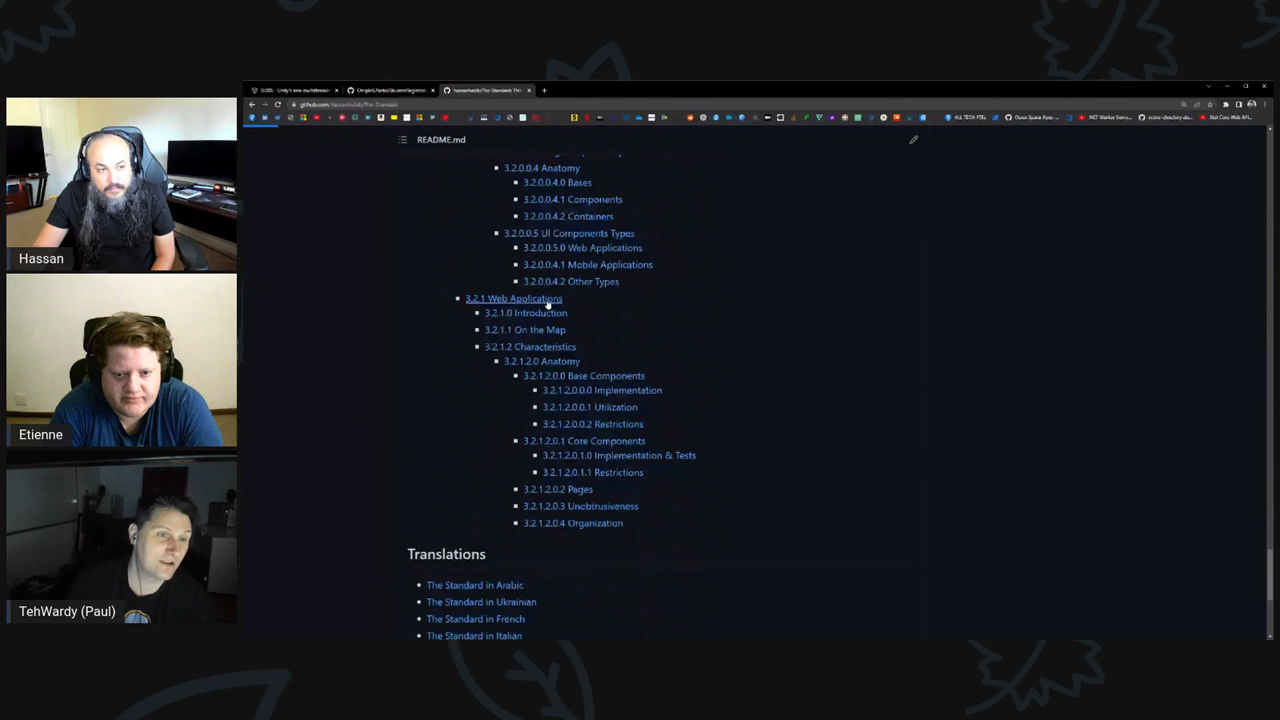 Hassan
Etienne
TehWardy (Paul)
github.com/hassanhabib/The-Standard
ALL TECH FTEs
README.md
3.2.0.0.4 Anatomy
3.2.0.0.4.0 Bases
3.2.0.0.4.1 Components
3.2.0.0.4.2 Containers
3.2.0.0.5 UI Components Types
3.2.0.0.5.0 Web Applications
3.2.0.0.4.1 Mobile Applications
3.2.0.0.4.2 Other Types
3.2.1 Web Applications
3.2.1.0 Introduction
3.2.1.1 On the Map
3.2.1.2 Characteristics
3.2.1.2.0 Anatomy
3.2.1.2.0.0 Base Components
3.2.1.2.0.0.0 Implementation
3.2.1.2.0.0.1 Utilization
3.2.1.2.0.0.2 Restrictions
3.2.1.2.0.1 Core Components
3.2.1.2.0.1.0 Implementation & Tests
3.2.1.2.0.1.1 Restrictions
3.2.1.2.0.2 Pages
3.2.1.2.0.3 Unobtrusiveness
3.2.1.2.0.4 Organization
Translations
The Standard in Arabic
The Standard in Ukrainian
The Standard in French
The Standard in Italian